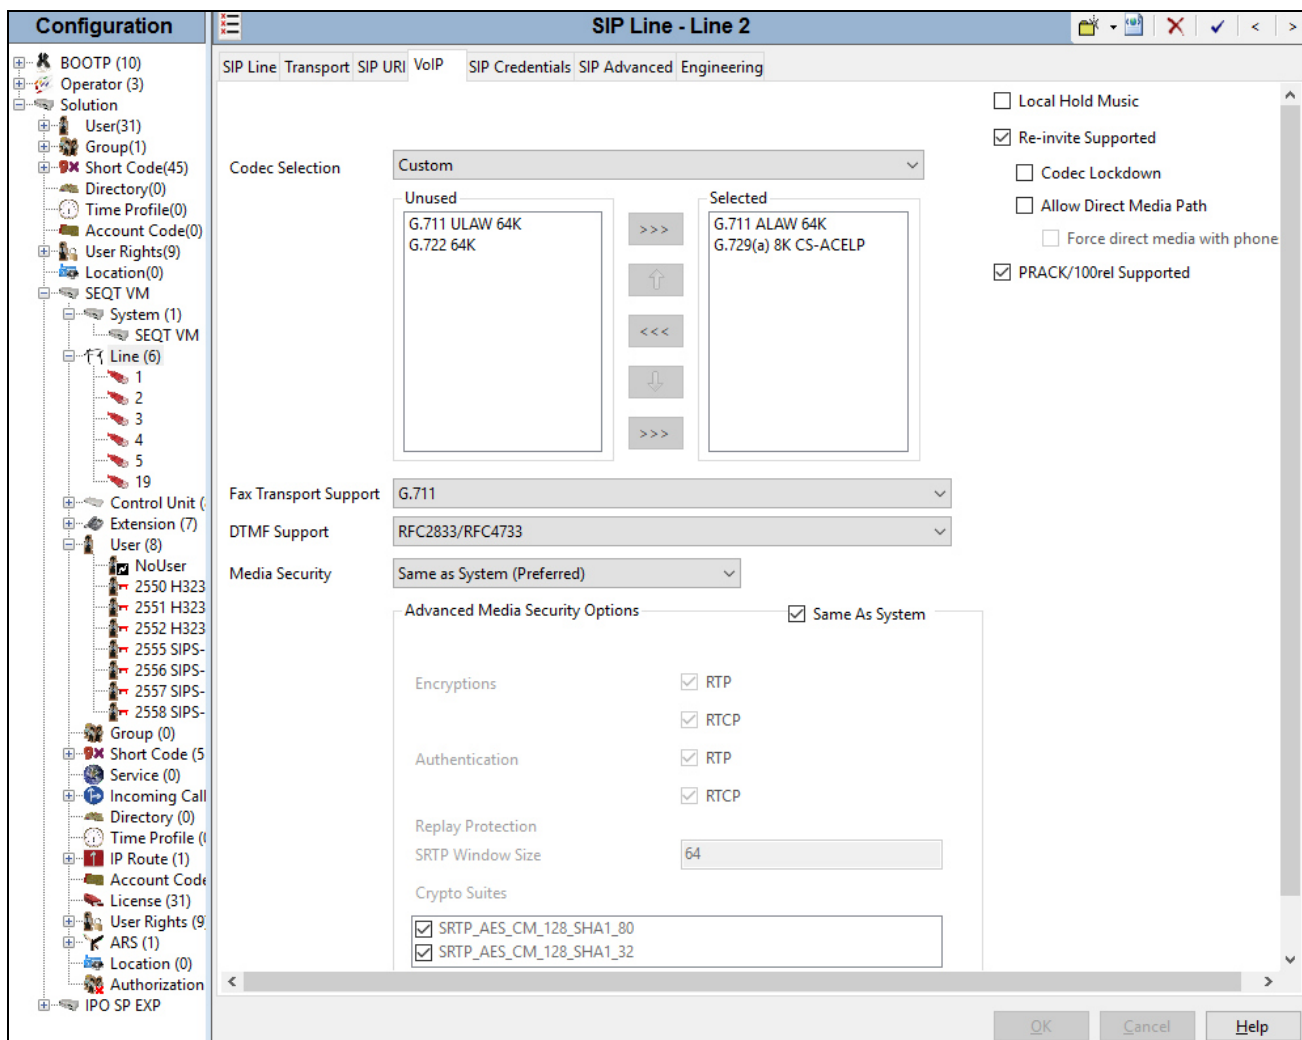 Configuration
SIP Line - Line 2
BOOTP (10)
Operator (3)
Solution
User(31)
Group(1)
Short Code(45)
Directory(0)
Time Profile(0)
Account Code(0)
User Rights(9)
Location(0)
SEQT VM
System (1)
SEQT VM
Line (6)
1
2
3
4
5
19
Control Unit (
Extension (7)
User (8)
NoUser
2550 H323
2551 H323
2552 H323
2555 SIPS-
2556 SIPS-
2557 SIPS-
2558 SIPS-
Group (0)
Short Code (5
Service (0)
Incoming Call
Directory (0)
Time Profile (
IP Route (1)
Account Code
License (31)
User Rights (9
ARS (1)
Location (0)
Authorization
IPO SP EXP
SIP Line Transport SIP URI VoIP SIP Credentials SIP Advanced Engineering
Codec Selection Custom
Unused
G.711 ULAW 64K
G.722 64K
>>>
<<<
>>>
Selected
G.711 ALAW 64K
G.729(a) 8K CS-ACELP
Fax Transport Support G.711
DTMF Support RFC2833/RFC4733
Media Security Same as System (Preferred)
Advanced Media Security Options Same As System
Encryptions RTP
RTCP
Authentication RTP
RTCP
Replay Protection
SRTP Window Size 64
Crypto Suites
SRTP_AES_CM_128_SHA1_80
SRTP_AES_CM_128_SHA1_32
Local Hold Music
Re-invite Supported
Codec Lockdown
Allow Direct Media Path
Force direct media with phone
PRACK/100rel Supported
OK Cancel Help